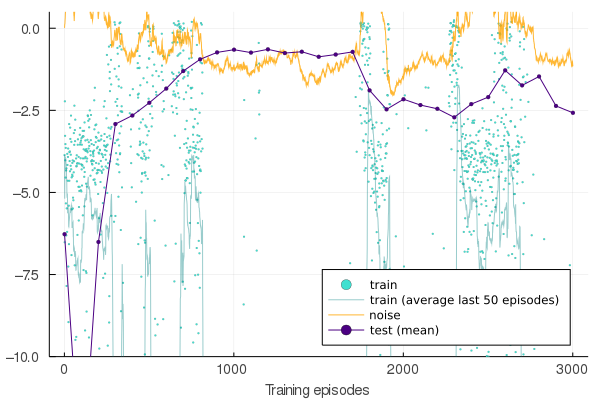 0.0
−2.5
−5.0
−7.5
−10.0
train
train (average last 50 episodes)
noise
test (mean)
0
1000
2000
3000
Training episodes